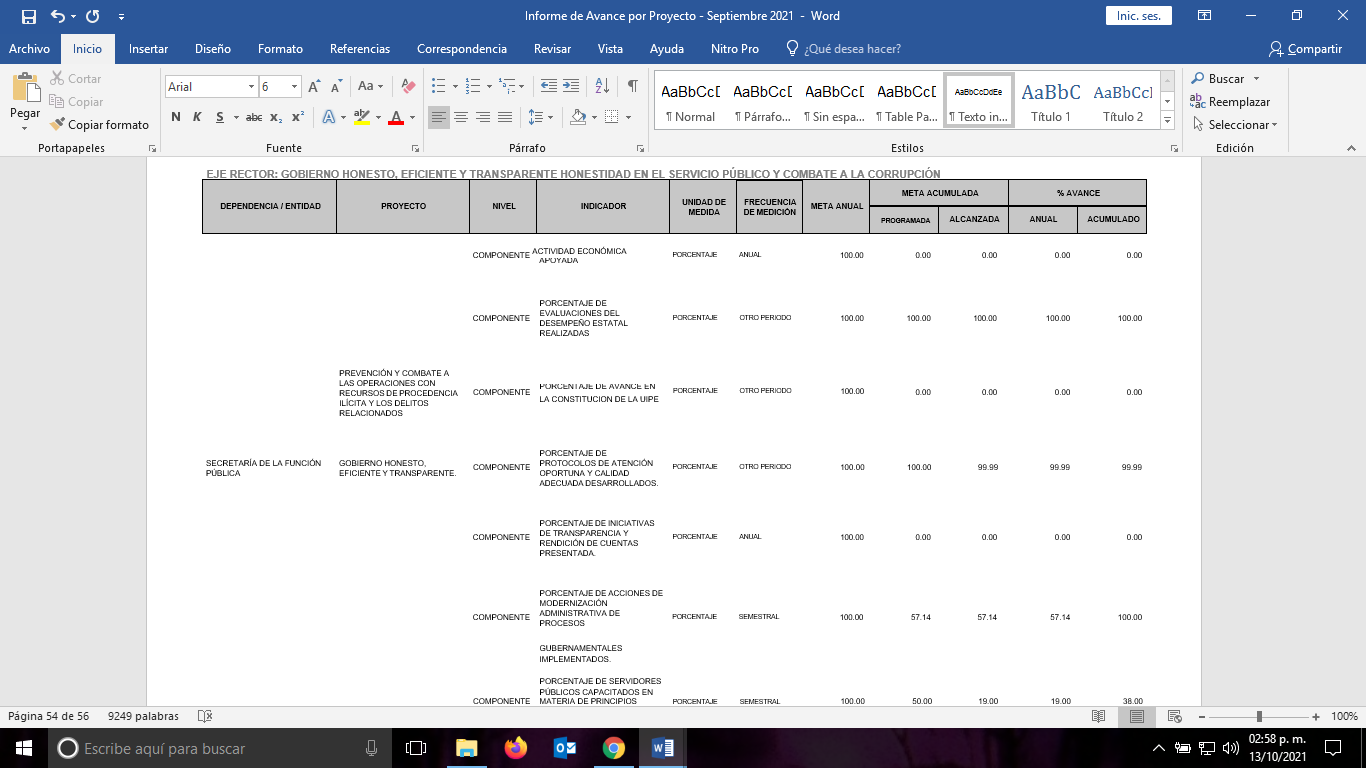 Informe de Avance por Proyecto - Septiembre 2021 - Word
Inic. ses.
Archivo Inicio Insertar Diseño Formato Referencias Correspondencia Revisar Vista Ayuda Nitro Pro ¿Qué desea hacer? Compartir
Pegar
Cortar
Copiar
Copiar formato
Portapapeles
Arial 6
N K S abc x₂ x²
Fuente
Párrafo
AaBbCcD ¶ Normal
AaBbCcD ¶ Párrafo...
AaBbCcD ¶ Sin espa...
AaBbCcD ¶ Table Pa...
AaBbCcDdEe ¶ Texto in...
AaBbC Título 1
AaBbCcI Título 2
Estilos
Buscar
Reemplazar
Seleccionar
Edición
EJE RECTOR: GOBIERNO HONESTO, EFICIENTE Y TRANSPARENTE HONESTIDAD EN EL SERVICIO PÚBLICO Y COMBATE A LA CORRUPCIÓN
DEPENDENCIA / ENTIDAD PROYECTO NIVEL INDICADOR UNIDAD DE MEDIDA FRECUENCIA DE MEDICIÓN META ANUAL META ACUMULADA % AVANCE
PROGRAMADA ALCANZADA ANUAL ACUMULADO
COMPONENTE ACTIVIDAD ECONÓMICA
APOYADA
PORCENTAJE ANUAL 100.00 0.00 0.00 0.00 0.00
COMPONENTE
PORCENTAJE DE
EVALUACIONES DEL
DESEMPEÑO ESTATAL
REALIZADAS
PORCENTAJE OTRO PERIODO 100.00 100.00 100.00 100.00 100.00
PREVENCIÓN Y COMBATE A
LAS OPERACIONES CON
RECURSOS DE PROCEDENCIA
ILÍCITA Y LOS DELITOS
RELACIONADOS
COMPONENTE
PORCENTAJE DE AVANCE EN
LA CONSTITUCION DE LA UIPE
PORCENTAJE OTRO PERIODO 100.00 0.00 0.00 0.00 0.00
SECRETARÍA DE LA FUNCIÓN
PÚBLICA
GOBIERNO HONESTO,
EFICIENTE Y TRANSPARENTE.
COMPONENTE
PORCENTAJE DE
PROTOCOLOS DE ATENCIÓN
OPORTUNA Y CALIDAD
ADECUADA DESARROLLADOS.
PORCENTAJE OTRO PERIODO 100.00 100.00 99.99 99.99 99.99
COMPONENTE
PORCENTAJE DE INICIATIVAS
DE TRANSPARENCIA Y
RENDICIÓN DE CUENTAS
PRESENTADA.
PORCENTAJE ANUAL 100.00 0.00 0.00 0.00 0.00
COMPONENTE
PORCENTAJE DE ACCIONES DE
MODERNIZACIÓN
ADMINISTRATIVA DE
PROCESOS
GUBERNAMENTALES
IMPLEMENTADOS.
PORCENTAJE SEMESTRAL 100.00 57.14 57.14 57.14 100.00
COMPONENTE
PORCENTAJE DE SERVIDORES
PÚBLICOS CAPACITADOS EN
MATERIA DE PRINCIPIOS
PORCENTAJE SEMESTRAL 100.00 50.00 19.00 19.00 38.00
Página 54 de 56 9249 palabras 100%
Escribe aquí para buscar
02:58 p. m.
13/10/2021